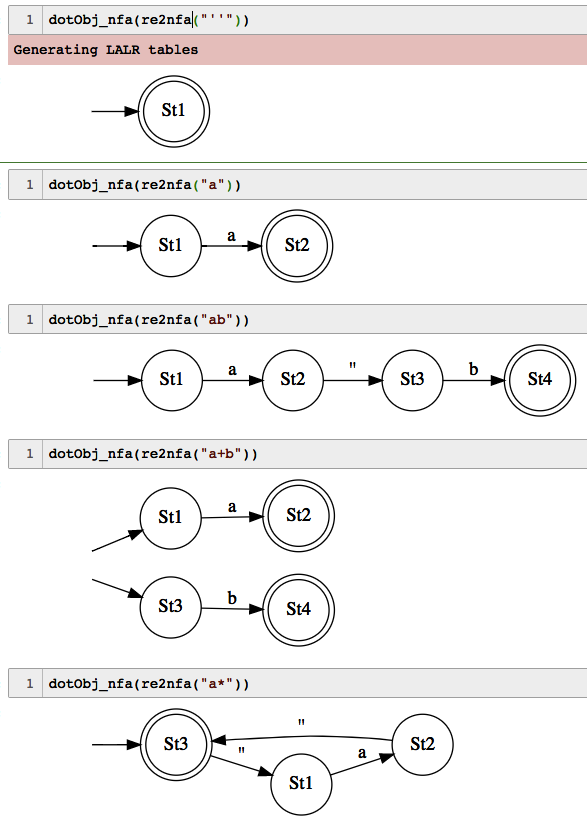 1 dotObj_nfa(re2nfa("''"))
Generating LALR tables
St1
1 dotObj_nfa(re2nfa("a"))
St1 a St2
1 dotObj_nfa(re2nfa("ab"))
St1 a St2 '' St3 b St4
1 dotObj_nfa(re2nfa("a+b"))
St1 a St2
St3 b St4
1 dotObj_nfa(re2nfa("a*"))
''
St3 '' a St2
St1